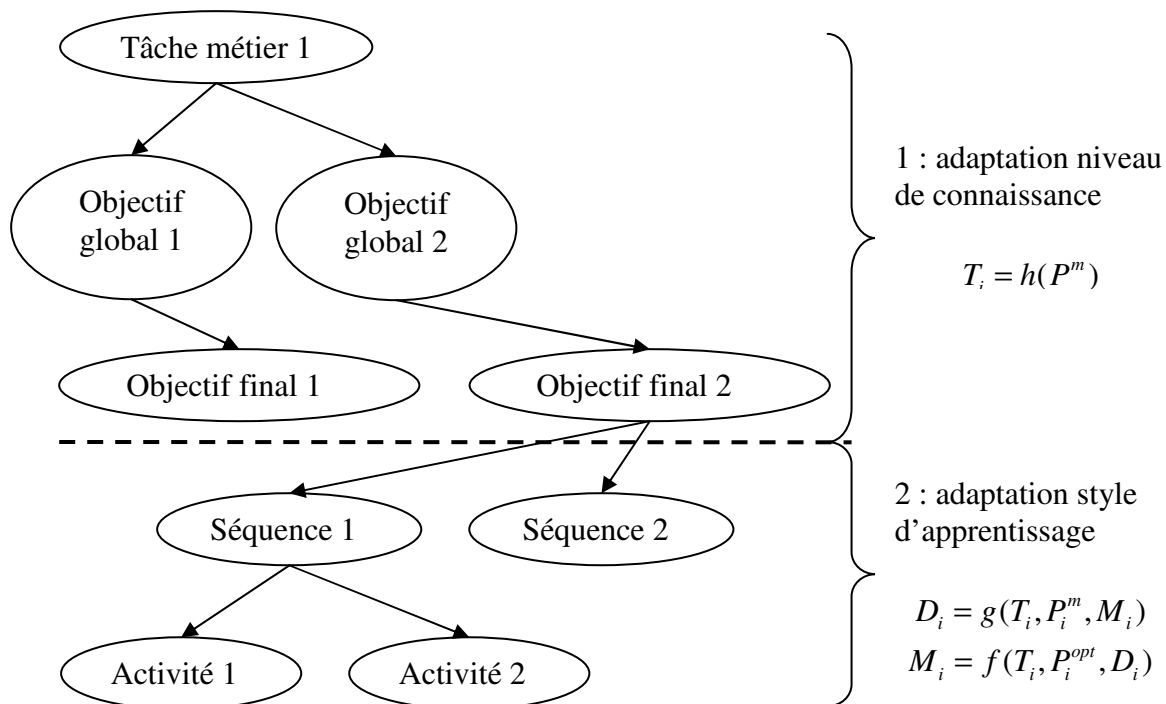 Tâche métier 1
Objectif
global 1
Objectif
global 2
1 : adaptation niveau
de connaissance
T_i = h(P^m)
Objectif final 1
Objectif final 2
Séquence 1
Séquence 2
2 : adaptation style
d'apprentissage
D_i = g(T_i, P_i^m, M_i)
M_i = f(T_i, P_i^{opt}, D_i)
Activité 1
Activité 2